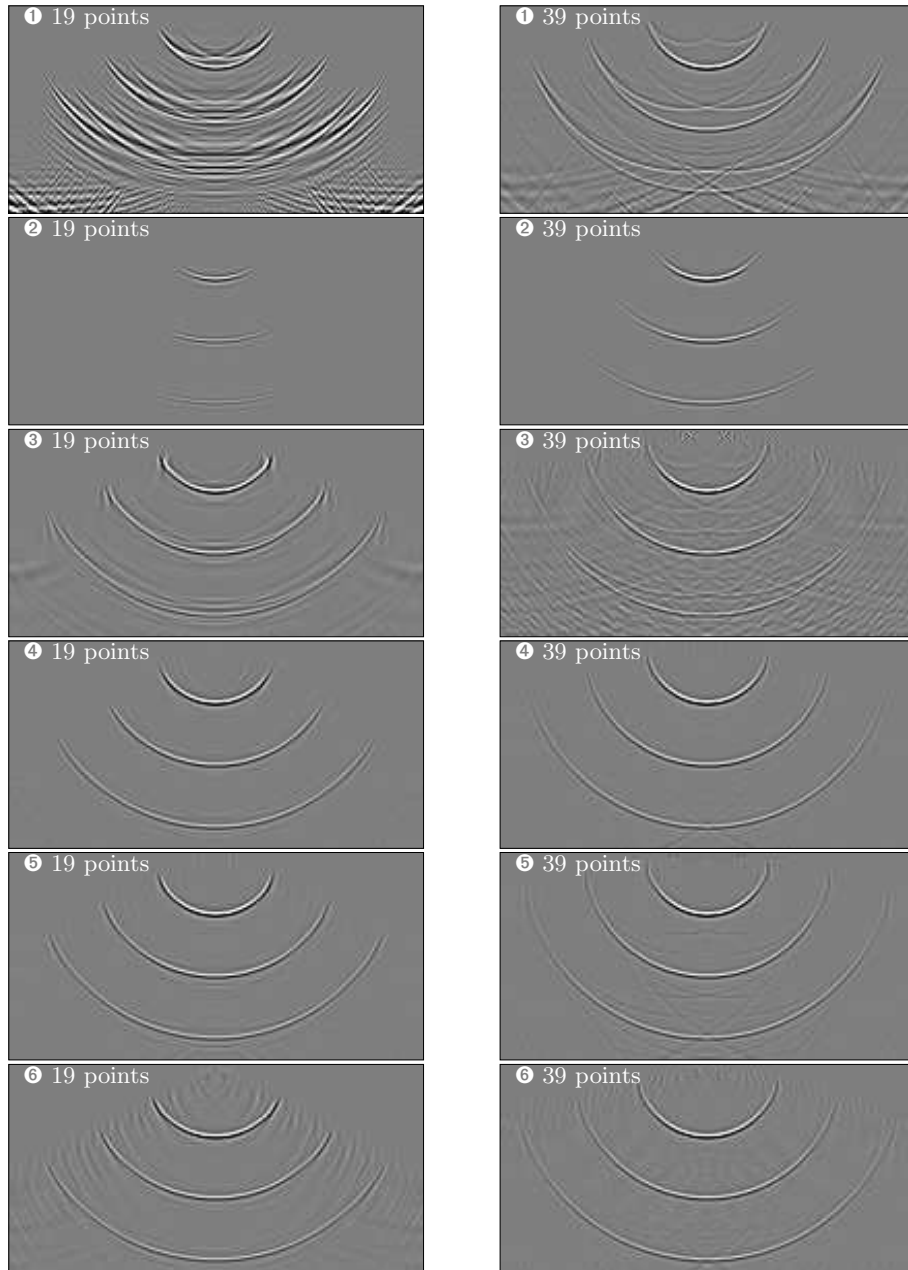 ❶ 19 points
❶ 39 points
❷ 19 points
❷ 39 points
❸ 19 points
❸ 39 points
❹ 19 points
❹ 39 points
❺ 19 points
❺ 39 points
❻ 19 points
❻ 39 points